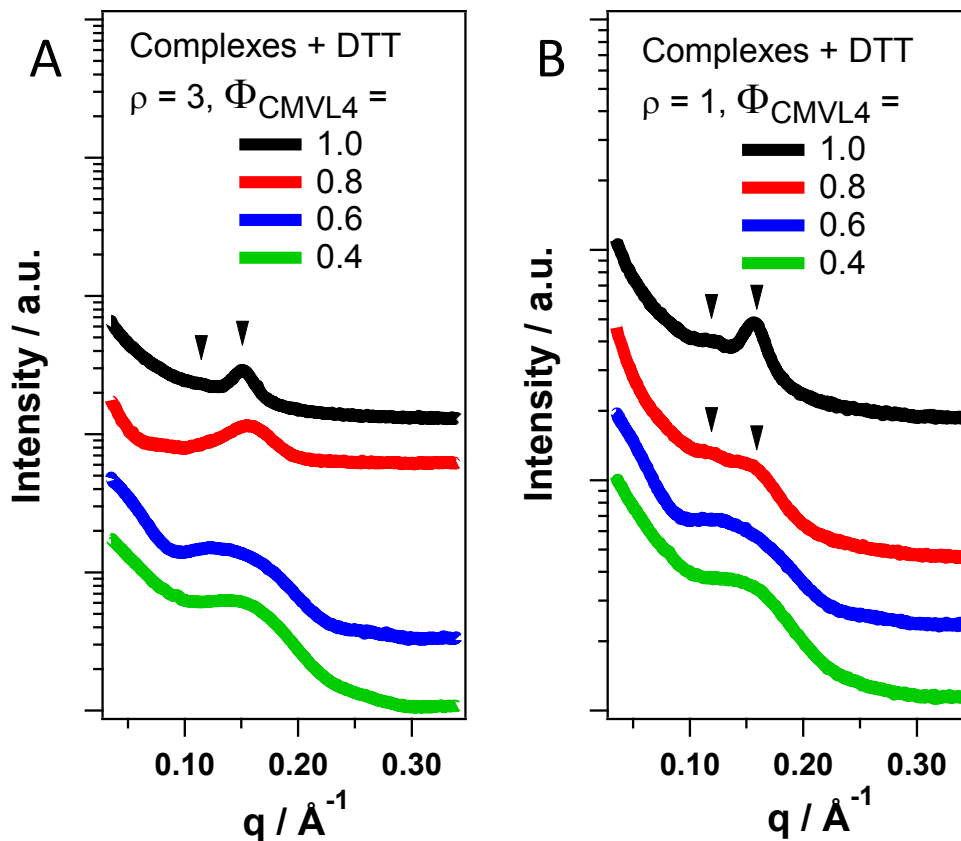 A
Complexes + DTT
ρ = 3, ΦCMVL4 =
1.0
0.8
0.6
0.4
Intensity / a.u.
0.10 0.20 0.30
q / Å-1
B
Complexes + DTT
ρ = 1, ΦCMVL4 =
1.0
0.8
0.6
0.4
Intensity / a.u.
0.10 0.20 0.30
q / Å-1